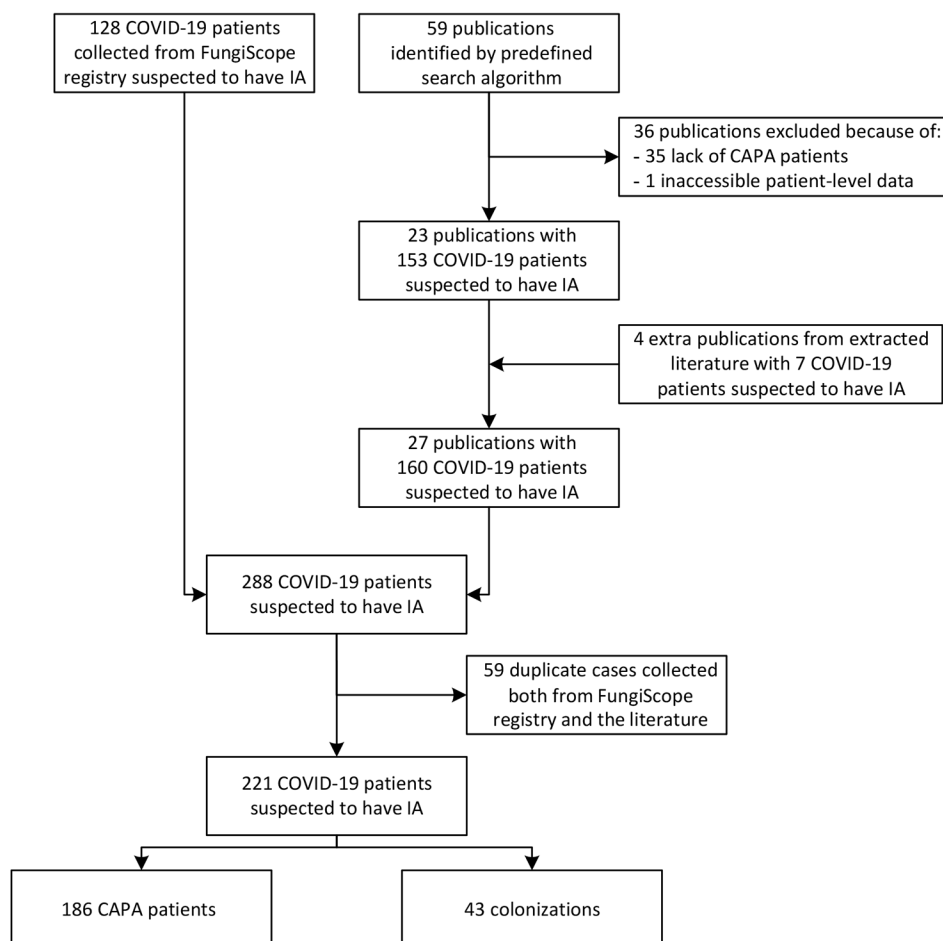 128 COVID-19 patients
collected from FungiScope
registry suspected to have IA
59 publications
identified by predefined
search algorithm
36 publications excluded because of:
- 35 lack of CAPA patients
- 1 inaccessible patient-level data
23 publications with
153 COVID-19 patients
suspected to have IA
4 extra publications from extracted
literature with 7 COVID-19
patients suspected to have IA
27 publications with
160 COVID-19 patients
suspected to have IA
288 COVID-19 patients
suspected to have IA
59 duplicate cases collected
both from FungiScope
registry and the literature
221 COVID-19 patients
suspected to have IA
186 CAPA patients
43 colonizations